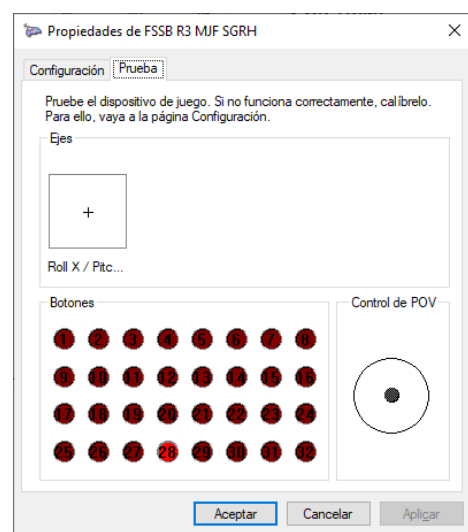 Propiedades de FSSB R3 MJF SGRH
Configuración Prueba
Pruebe el dispositivo de juego. Si no funciona correctamente, calíbrelo.
Para ello, vaya a la página Configuración.
Ejes
Roll X / Pitc...
Botones Control de POV
1 2 3 4 5 6 7 8
9 10 11 12 13 14 15 16
17 18 19 20 21 22 23 24
25 26 27 28 29 30 31 32
Aceptar Cancelar Aplicar